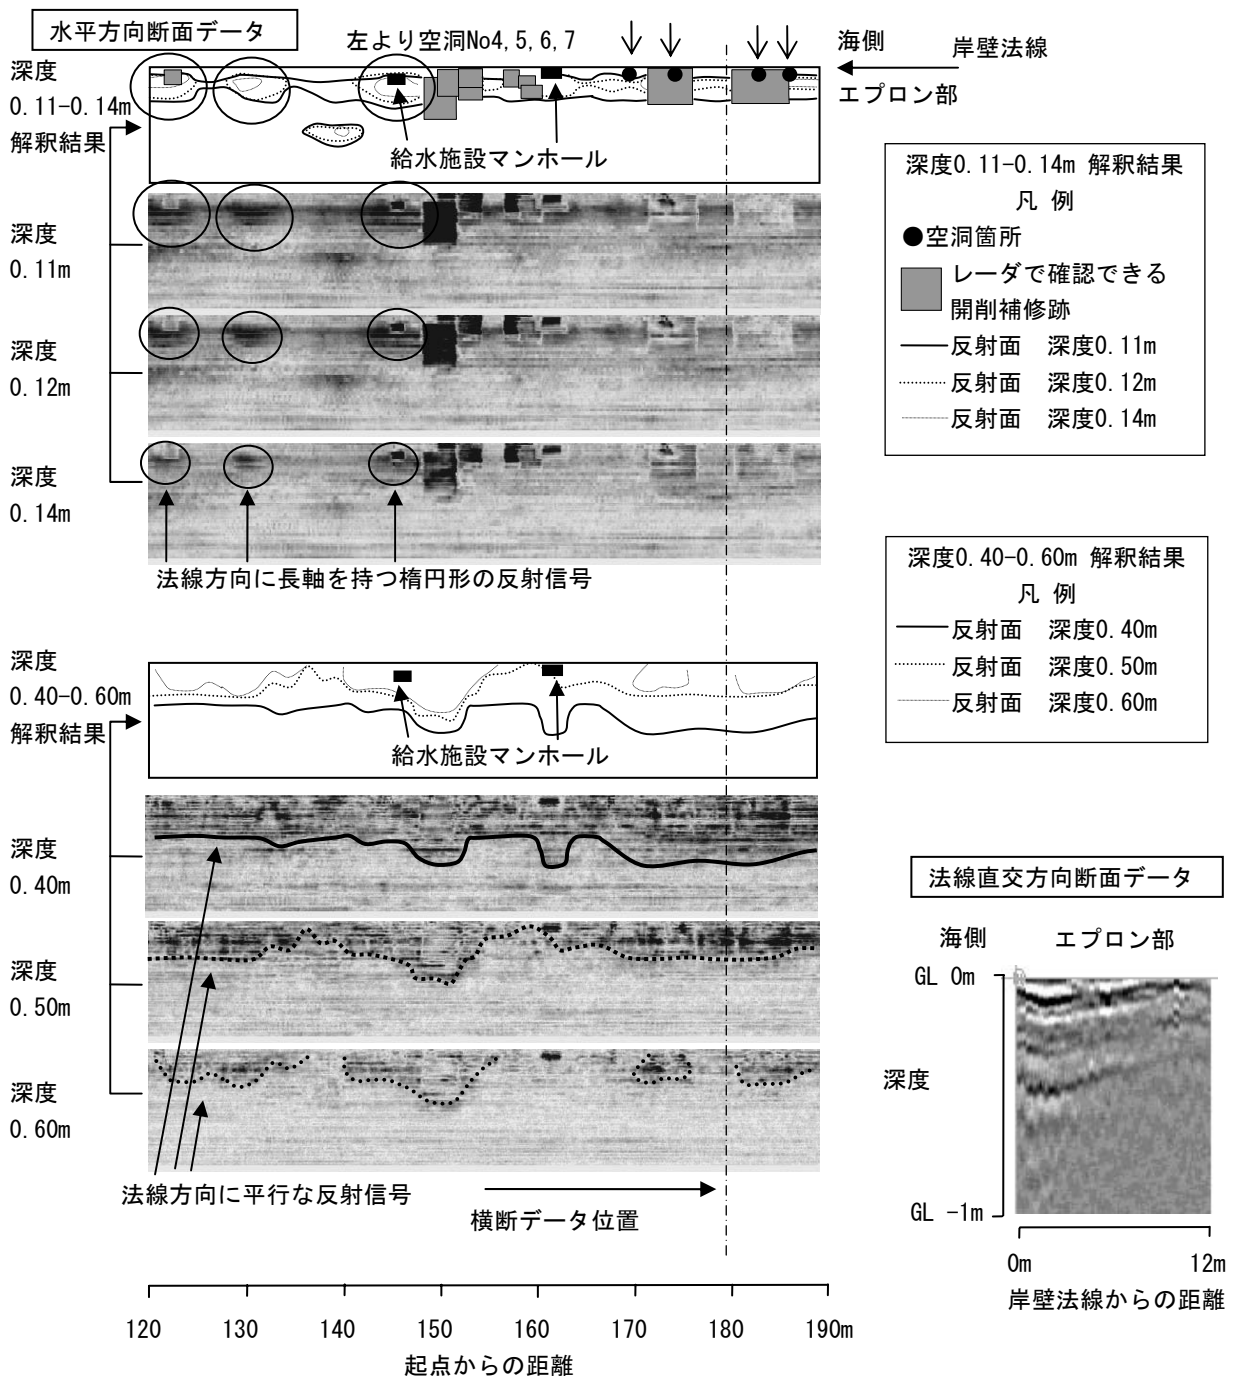 水平方向断面データ
左より空洞No4,5,6,7
海側
岸壁法線
エプロン部
深度
0.11-0.14m
解釈結果
給水施設マンホール
深度
0.11m
深度
0.12m
深度
0.14m
法線方向に長軸を持つ楕円形の反射信号
深度0.11-0.14m 解釈結果
凡 例
●空洞箇所
レーダで確認できる
開削補修跡
反射面 深度0.11m
反射面 深度0.12m
反射面 深度0.14m
深度0.40-0.60m 解釈結果
凡 例
反射面 深度0.40m
反射面 深度0.50m
反射面 深度0.60m
深度
0.40-0.60m
解釈結果
給水施設マンホール
深度
0.40m
深度
0.50m
深度
0.60m
法線方向に平行な反射信号
横断データ位置
120 130 140 150 160 170 180 190m
起点からの距離
法線直交方向断面データ
海側 エプロン部
GL 0m
深度
GL -1m
0m 12m
岸壁法線からの距離